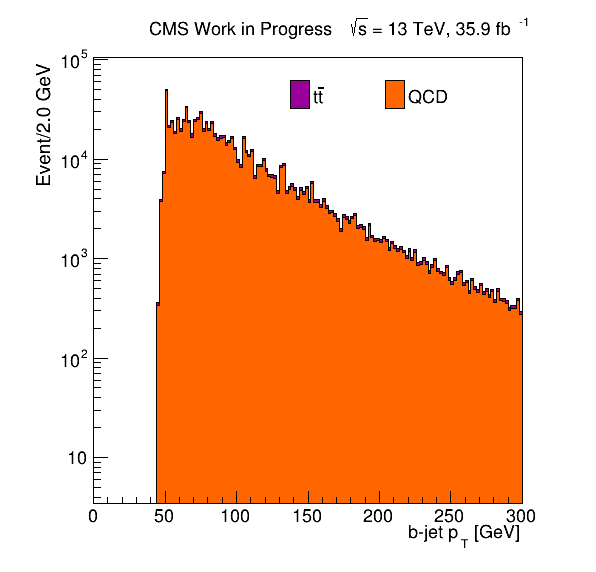 CMS Work in Progress √s = 13 TeV, 35.9 fb⁻¹
Event/2.0 GeV
tt̄ QCD
10⁵
10⁴
10³
10²
10
0 50 100 150 200 250 300
b-jet p_T [GeV]